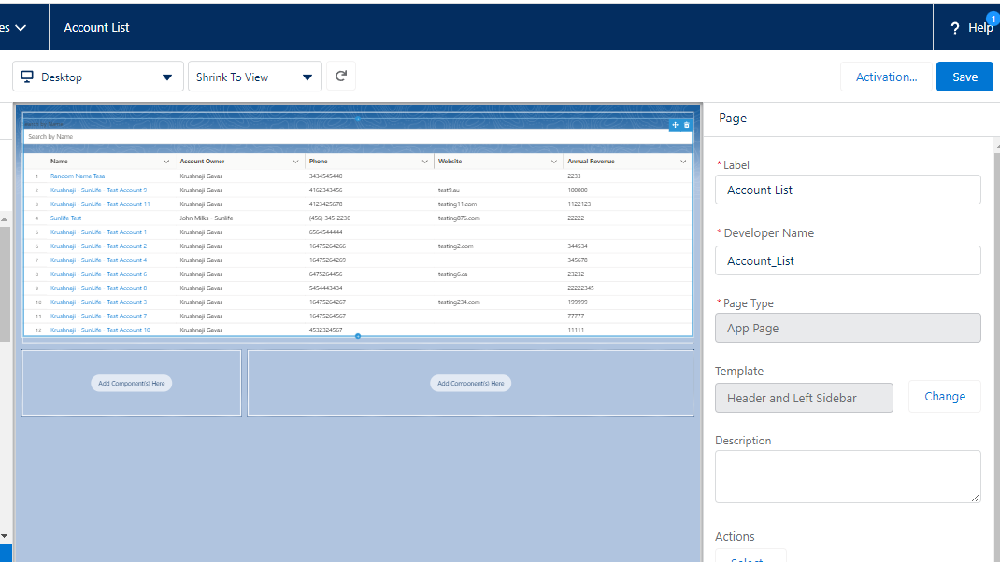 es
Account List
? Help
1
Desktop
Shrink To View
Activation...
Save
Search by Name
Search by Name
Name Account Owner Phone Website Annual Revenue
1 Random Name Tesa Krushnaji Gavas 3434545440 2233
2 Krushnaji - SunLife - Test Account 9 Krushnaji Gavas 4162343456 test9.au 100000
3 Krushnaji - SunLife - Test Account 11 Krushnaji Gavas 4123425678 testing11.com 1122123
4 Sunlife Test John Milks - Sunlife (456) 345-2230 testing876.com 22222
5 Krushnaji - SunLife - Test Account 1 Krushnaji Gavas 6564544444
6 Krushnaji - SunLife - Test Account 2 Krushnaji Gavas 16475264266 testing2.com 344534
7 Krushnaji - SunLife - Test Account 4 Krushnaji Gavas 16475264269 345678
8 Krushnaji - SunLife - Test Account 6 Krushnaji Gavas 6475264456 testing6.ca 23232
9 Krushnaji - SunLife - Test Account 8 Krushnaji Gavas 5454443434 22222345
10 Krushnaji - SunLife - Test Account 3 Krushnaji Gavas 16475264267 testing234.com 199999
11 Krushnaji - SunLife - Test Account 7 Krushnaji Gavas 16475264567 77777
12 Krushnaji - SunLife - Test Account 10 Krushnaji Gavas 4532324567 11111
Add Component(s) Here
Add Component(s) Here
Page
* Label
Account List
* Developer Name
Account_List
* Page Type
App Page
Template
Header and Left Sidebar
Change
Description
Actions
Select